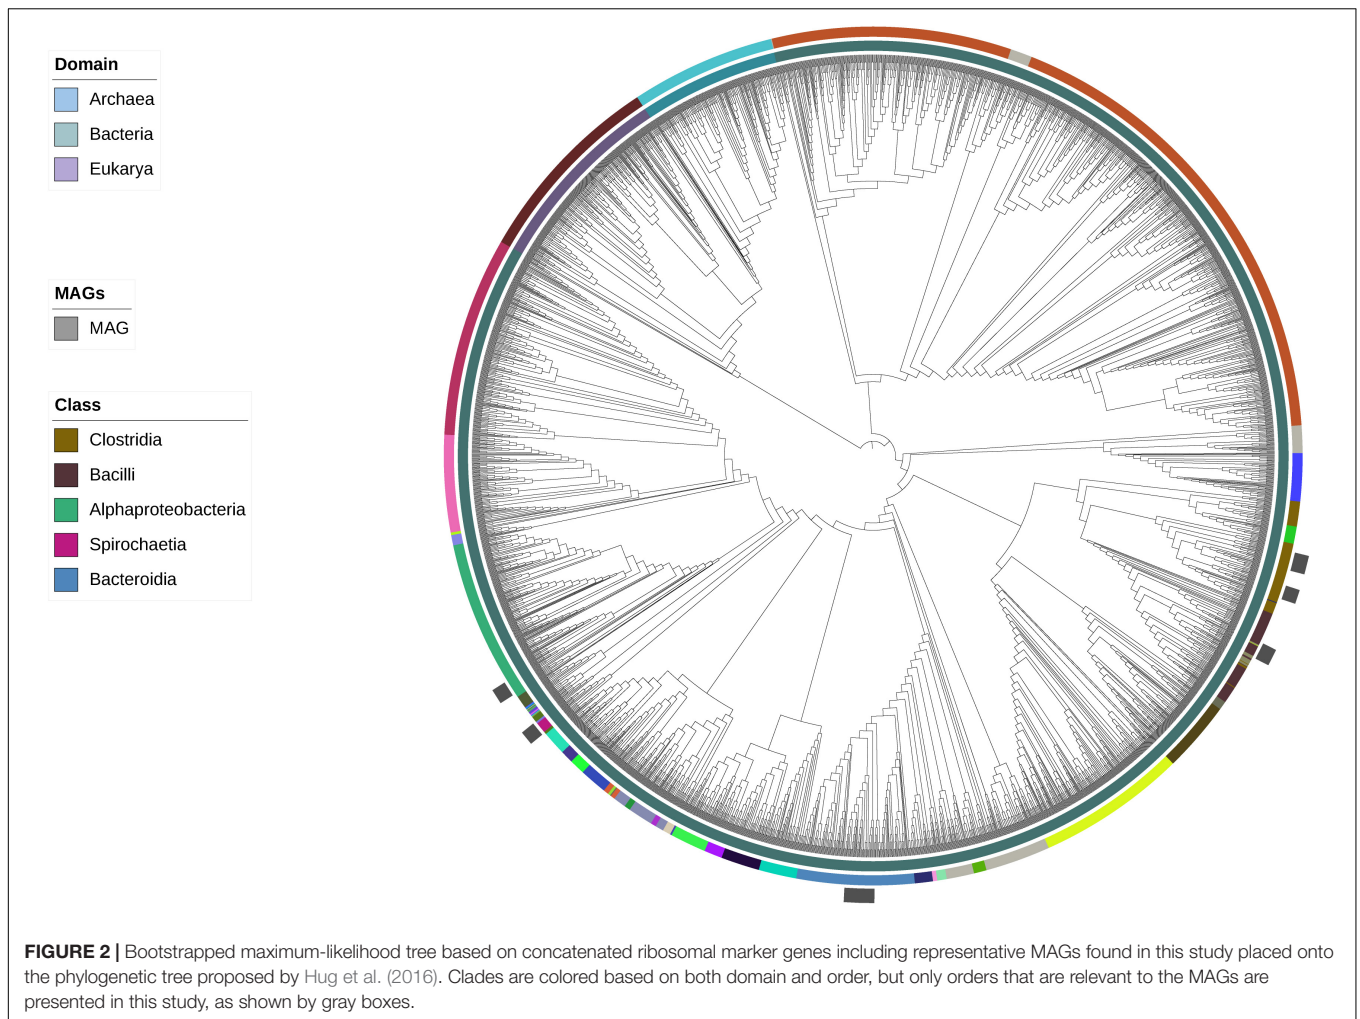 Domain
Archaea
Bacteria
Eukarya
MAGs
MAG
Class
Clostridia
Bacilli
Alphaproteobacteria
Spirochaetia
Bacteroidia
FIGURE 2 | Bootstrapped maximum-likelihood tree based on concatenated ribosomal marker genes including representative MAGs found in this study placed onto
the phylogenetic tree proposed by Hug et al. (2016). Clades are colored based on both domain and order, but only orders that are relevant to the MAGs are
presented in this study, as shown by gray boxes.